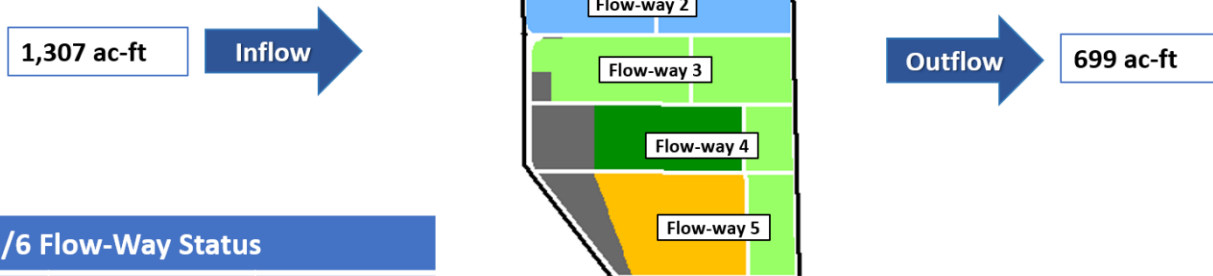 Flow-way 2
1,307 ac-ft
Inflow
Flow-way 3
Outflow
699 ac-ft
Flow-way 4
Flow-way 5
/6 Flow-Way Status